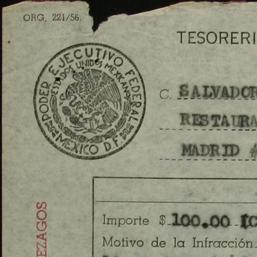 ORG, 221/56.
TESORERI
PODER EJECUTIVO FEDERAL
ESTADOS UNIDOS MEXICANOS
MEXICO D.F.
C. SALVADOR
RESTAURA
MADRID #
Importe $ 100.00 (C
Motivo de la Infracción.
EZAGOS